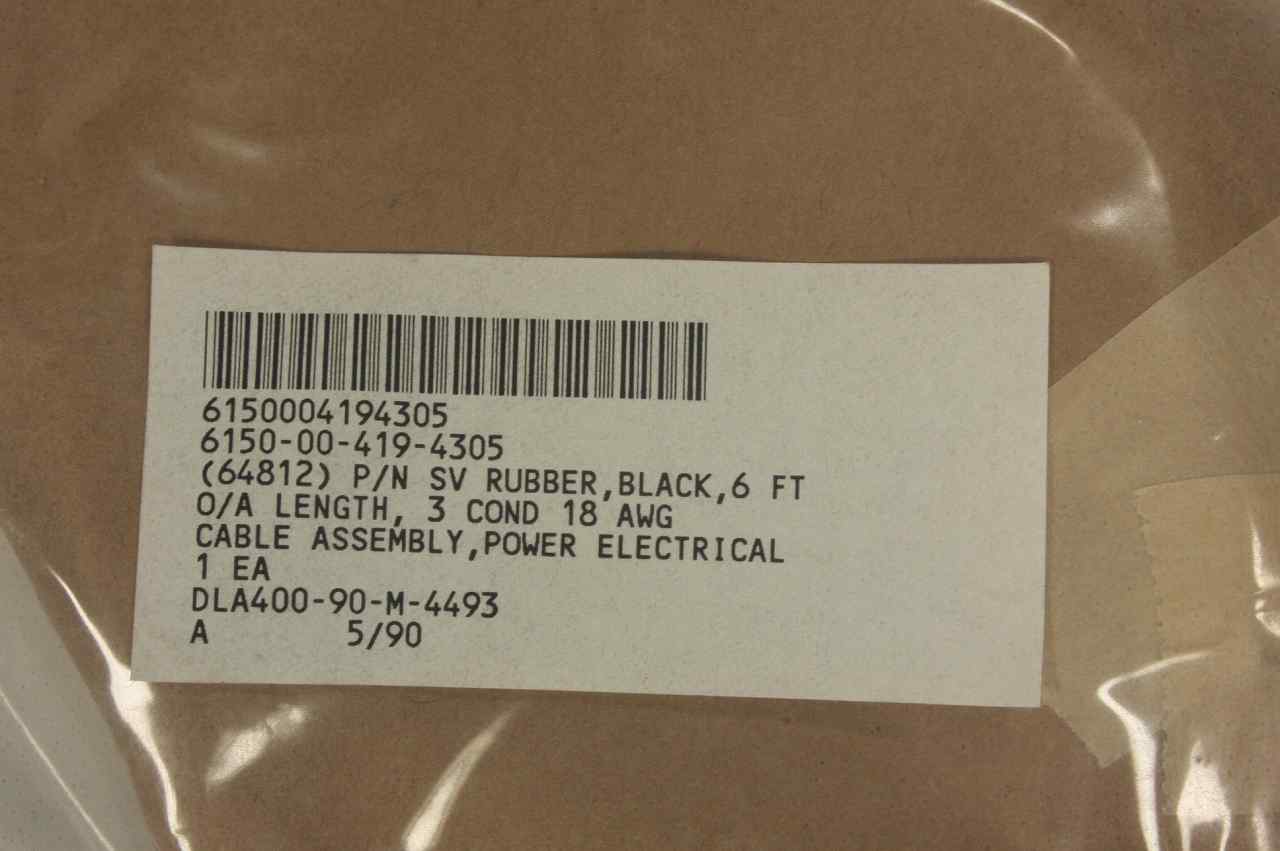 6150004194305
6150-00-419-4305
(64812) P/N SV RUBBER,BLACK,6 FT
O/A LENGTH, 3 COND 18 AWG
CABLE ASSEMBLY,POWER ELECTRICAL
1 EA
DLA400-90-M-4493
A 5/90